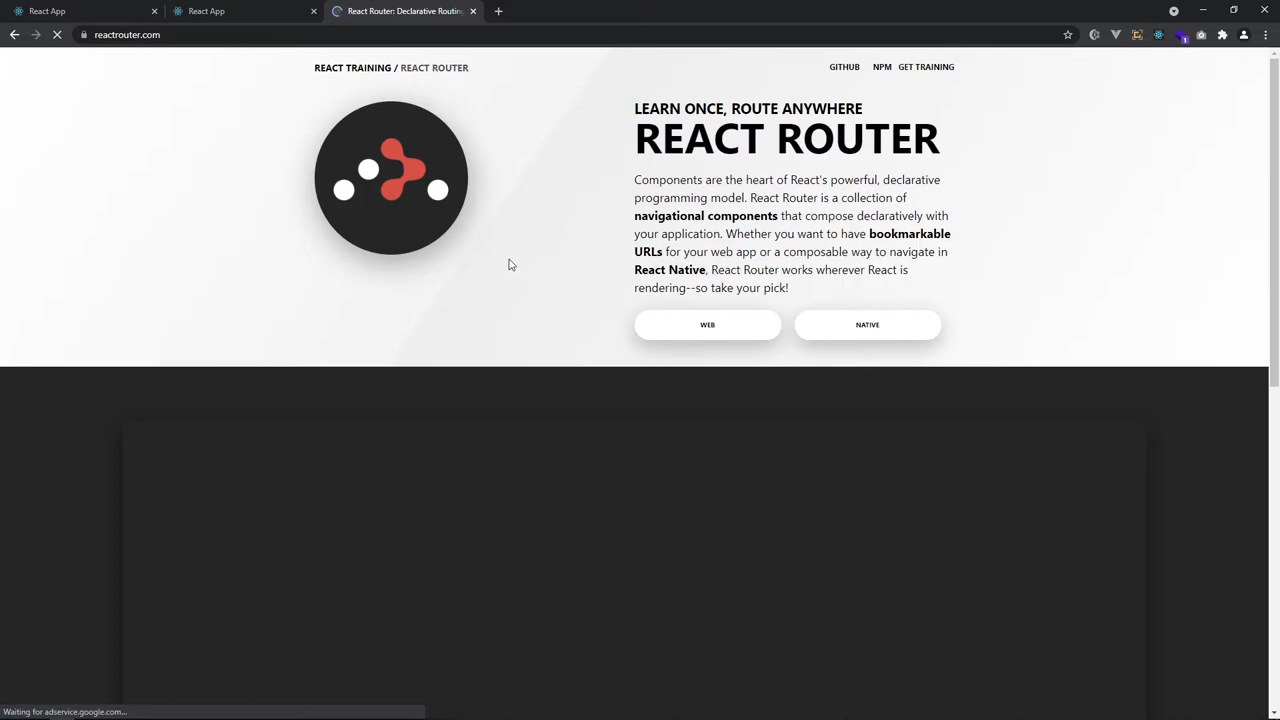 React App
React App
React Router: Declarative Routin
reactrouter.com
1
REACT TRAINING / REACT ROUTER
GITHUB NPM GET TRAINING
LEARN ONCE, ROUTE ANYWHERE
REACT ROUTER
Components are the heart of React's powerful, declarative
programming model. React Router is a collection of
navigational components that compose declaratively with
your application. Whether you want to have bookmarkable
URLs for your web app or a composable way to navigate in
React Native, React Router works wherever React is
rendering--so take your pick!
WEB NATIVE
Waiting for adservice.google.com...